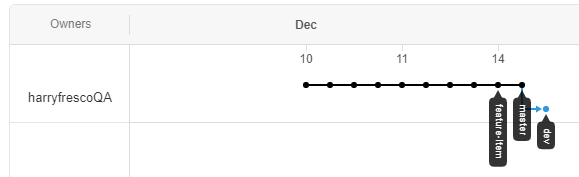 Owners
Dec
10
11
14
harryfrescoQA
feature-item
master
dev